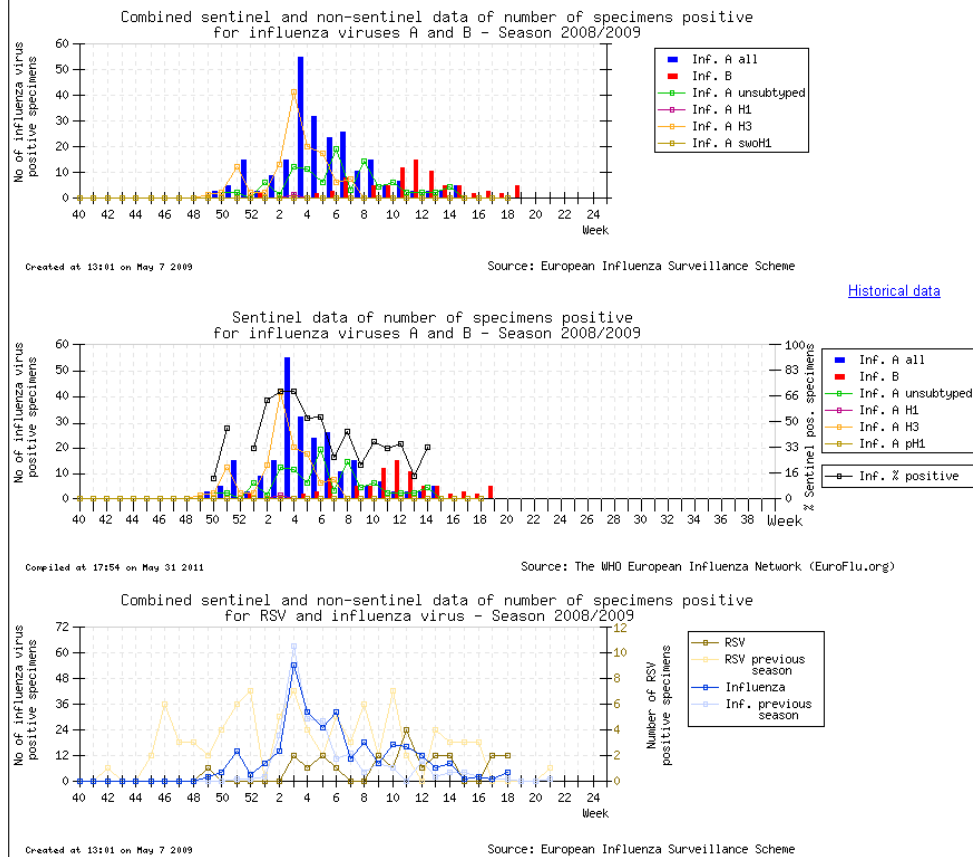 Combined sentinel and non-sentinel data of number of specimens positive
for influenza viruses A and B - Season 2008/2009
No of influenza virus
positive specimens
60
50
40
30
20
10
0
40 42 44 46 48 50 52 2 4 6 8 10 12 14 16 18 20 22 24
Week
Inf. A all
Inf. B
Inf. A unsubtyped
Inf. A H1
Inf. A H3
Inf. A swoH1
Created at 13:01 on May 7 2009
Source: European Influenza Surveillance Scheme
Historical data
Sentinel data of number of specimens positive
for influenza viruses A and B - Season 2008/2009
No of influenza virus
positive specimens
60
50
40
30
20
10
0
100
83
66
50
33
16
0
% Sentinel pos. specimens
40 42 44 46 48 50 52 2 4 6 8 10 12 14 16 18 20 22 24 26 28 30 32 34 36 38
Week
Inf. A all
Inf. B
Inf. A unsubtyped
Inf. A H1
Inf. A H3
Inf. A pH1
Inf. % positive
Compiled at 17:54 on May 31 2011
Source: The WHO European Influenza Network (EuroFlu.org)
Combined sentinel and non-sentinel data of number of specimens positive
for RSV and influenza virus - Season 2008/2009
No of influenza virus
positive specimens
72
60
48
36
24
12
0
12
10
8
6
4
2
0
Number of RSV
positive specimens
40 42 44 46 48 50 52 2 4 6 8 10 12 14 16 18 20 22 24
Week
RSV
RSV previous
season
Influenza
Inf. previous
season
Created at 13:01 on May 7 2009
Source: European Influenza Surveillance Scheme